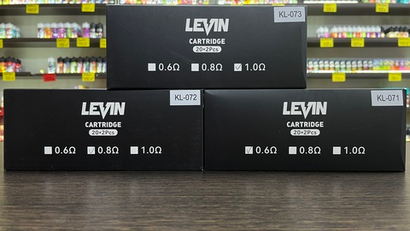 KL-073
LEVIN
CARTRIDGE
20+2Pcs
0.6Ω 0.8Ω 1.0Ω
KL-072
LEVIN
CARTRIDGE
20+2Pcs
0.6Ω 0.8Ω 1.0Ω
KL-071
LEVIN
CARTRIDGE
20+2Pcs
0.6Ω 0.8Ω 1.0Ω